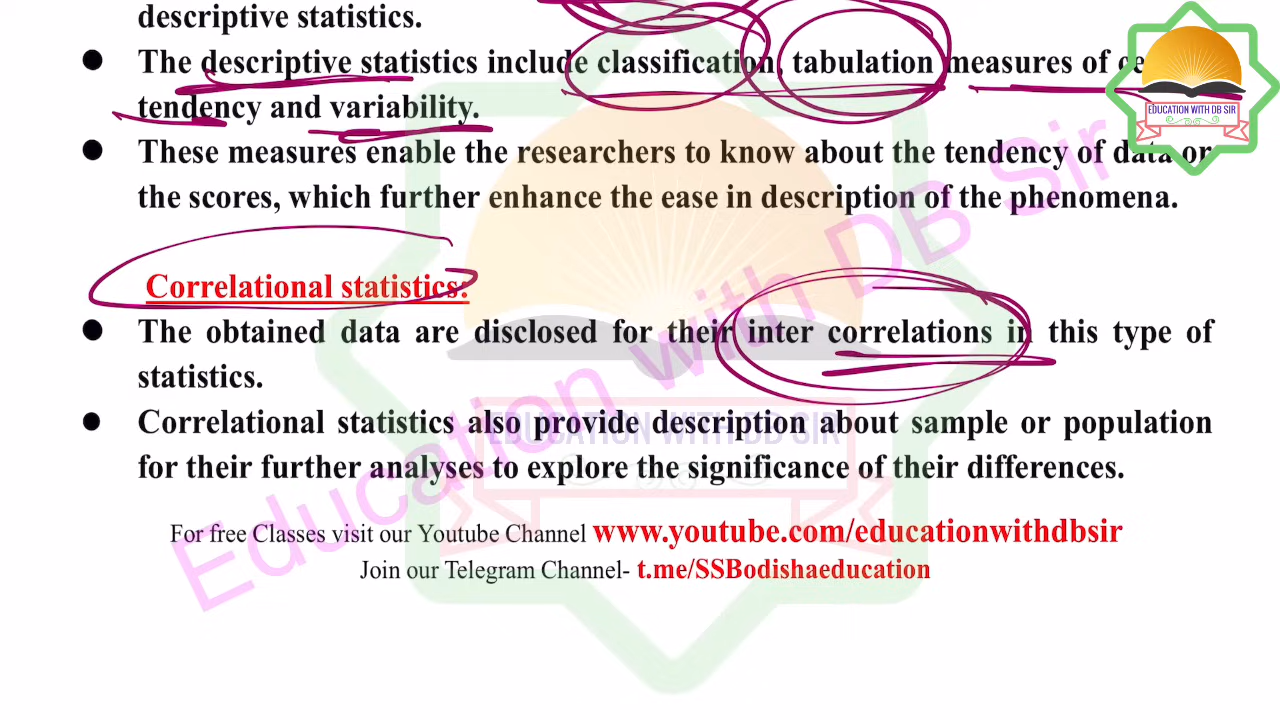 descriptive statistics.
● The descriptive statistics include classification, tabulation measures of
tendency and variability.
● These measures enable the researchers to know about the tendency of data or
the scores, which further enhance the ease in description of the phenomena.
Correlational statistics:
● The obtained data are disclosed for their inter correlations in this type of
statistics.
● Correlational statistics also provide description about sample or population
for their further analyses to explore the significance of their differences.
For free Classes visit our Youtube Channel www.youtube.com/educationwithdbsir
Join our Telegram Channel- t.me/SSBodishaeducation
EDUCATION WITH DB SIR
Education with DB Sir
EDUCATION WITH DB SIR